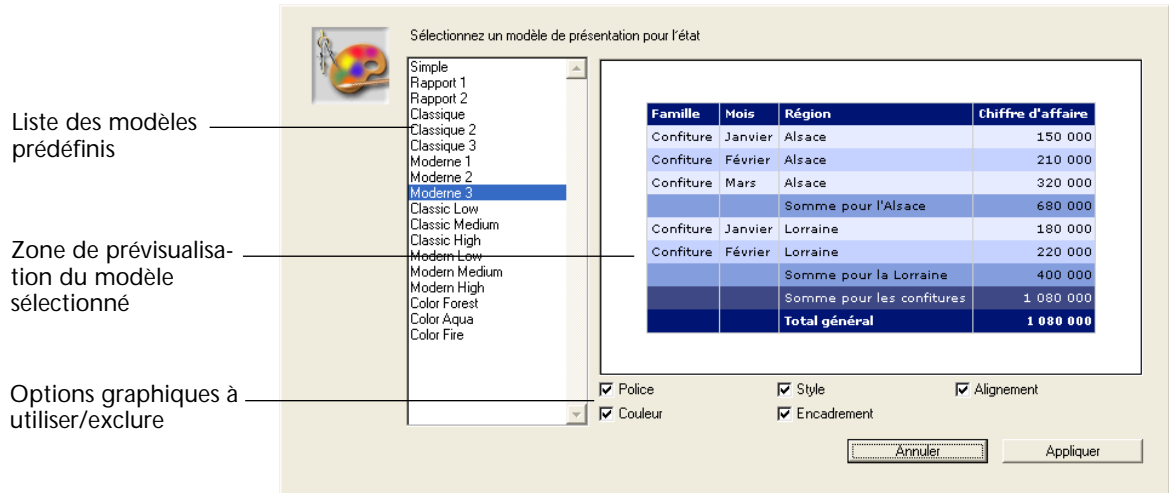 Sélectionnez un modèle de présentation pour l'état
Liste des modèles
prédéfinis
Zone de prévisualisa-
tion du modèle
sélectionné
Options graphiques à
utiliser/exclure
Simple
Rapport 1
Rapport 2
Classique
Classique 2
Classique 3
Moderne 1
Moderne 2
Moderne 3
Classic Low
Classic Medium
Classic High
Modern Low
Modern Medium
Modern High
Color Forest
Color Aqua
Color Fire
Famille Mois Région Chiffre d'affaire
Confiture Janvier Alsace 150 000
Confiture Février Alsace 210 000
Confiture Mars Alsace 320 000
Somme pour l'Alsace 680 000
Confiture Janvier Lorraine 180 000
Confiture Février Lorraine 220 000
Somme pour la Lorraine 400 000
Somme pour les confitures 1 080 000
Total général 1 080 000
Police Style Alignement
Couleur Encadrement
Annuler Appliquer